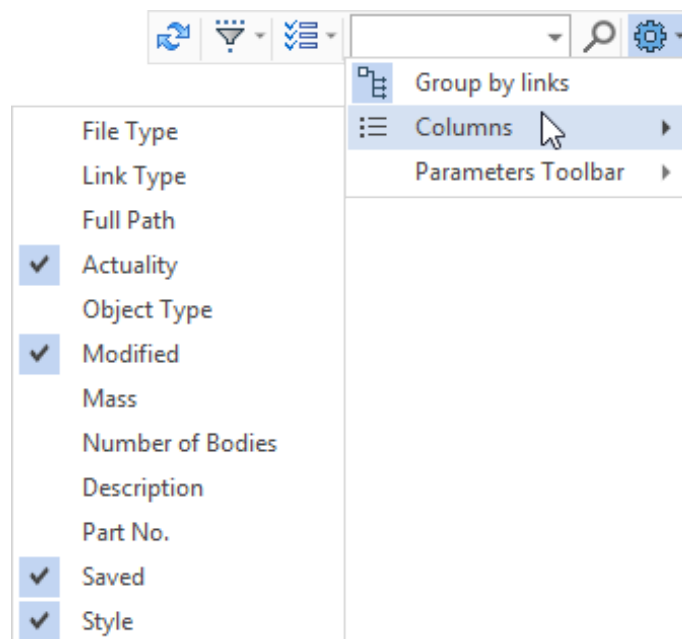 Group by links
Columns
Parameters Toolbar
File Type
Link Type
Full Path
Actuality
Object Type
Modified
Mass
Number of Bodies
Description
Part No.
Saved
Style